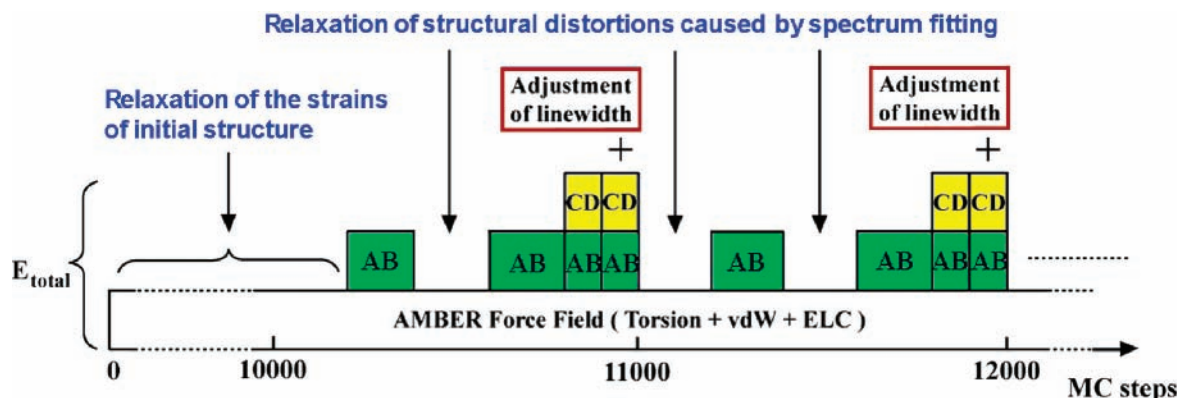 Relaxation of structural distortions caused by spectrum fitting
Relaxation of the strains
of initial structure
Adjustment
of linewidth
+
Adjustment
of linewidth
+
CD CD
CD CD
E_total
AB
AB AB AB
AB
AB AB AB
AMBER Force Field ( Torsion + vdW + ELC )
0
10000
11000
12000
MC steps